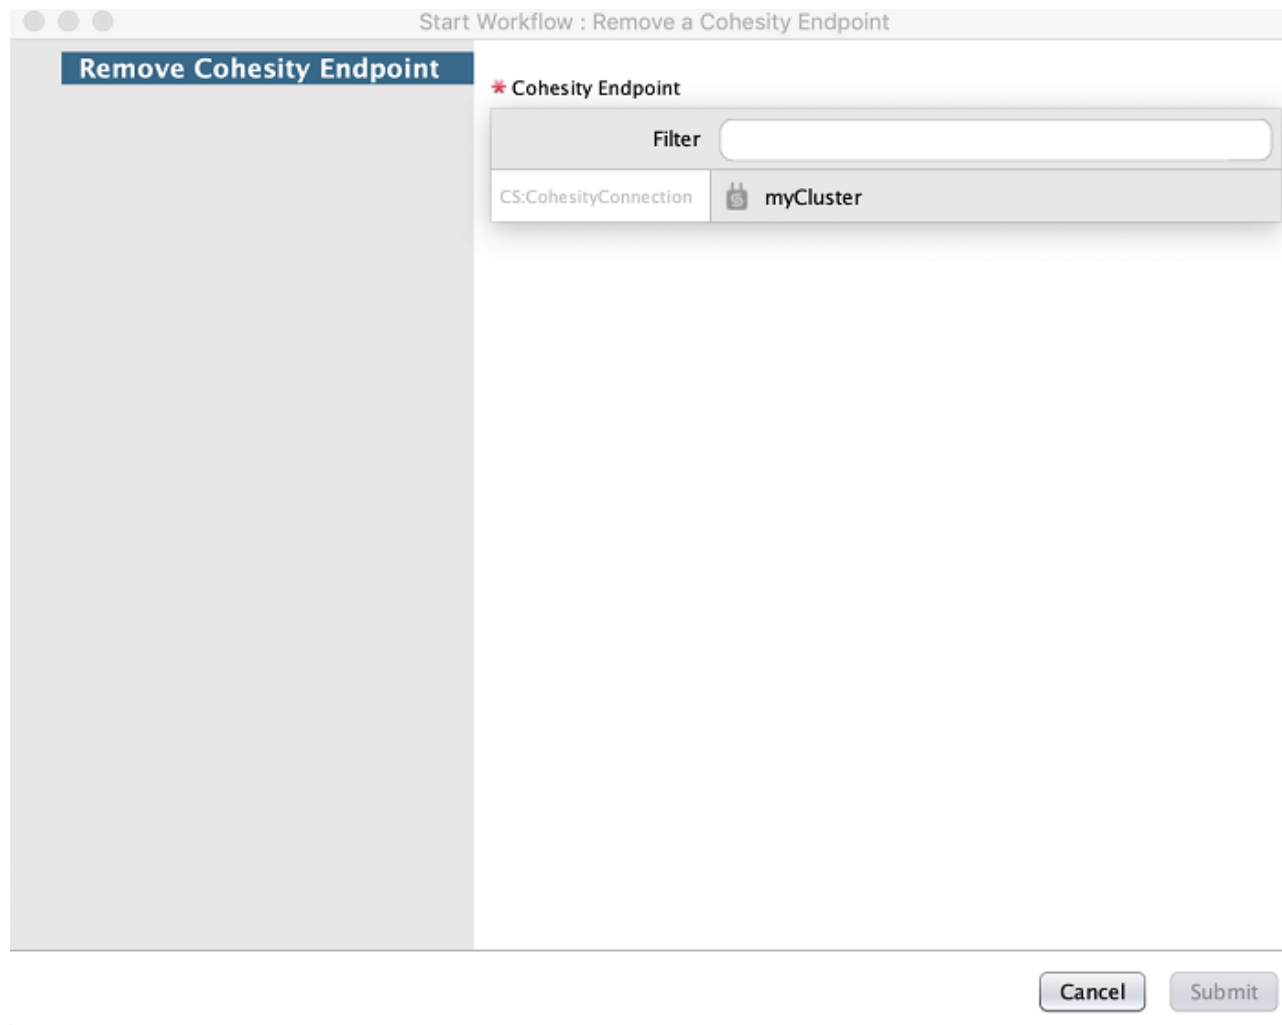 Start Workflow : Remove a Cohesity Endpoint
Remove Cohesity Endpoint
* Cohesity Endpoint
Filter
CS:CohesityConnection myCluster
Cancel Submit